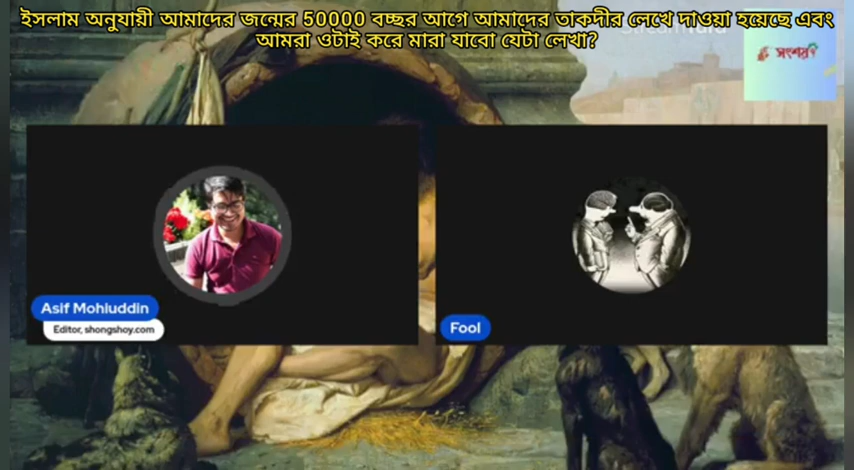 ইসলাম অনুযায়ী আমাদের জন্মের 50000 বচ্ছর আগে আমাদের তাকদীর লেখে দাওয়া হয়েছে এবং
আমরা ওটাই করে মারা যাবো যেটা লেখা?
সংশয়
Asif Mohiuddin
Editor, shongshoy.com
Fool